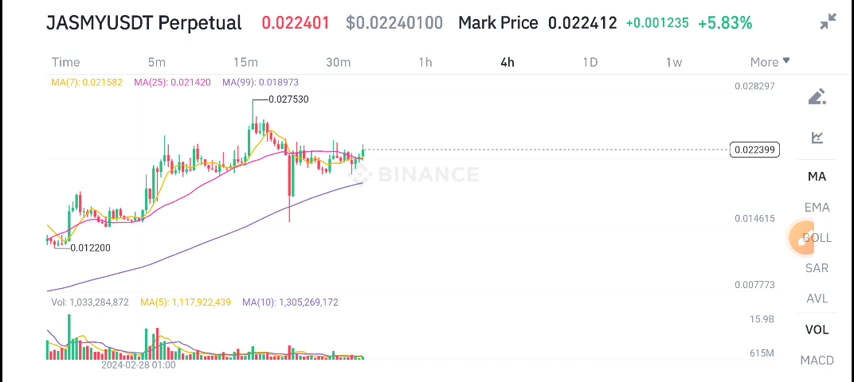 JASMYUSDT Perpetual 0.022401 $0.02240100 Mark Price 0.022412 +0.001235 +5.83%
Time 5m 15m 30m 1h 4h 1D 1w More
MA(7): 0.021582 MA(25): 0.021420 MA(99): 0.018973
0.028297
0.027530
0.022399
MA
BINANCE
EMA
0.014615
BOLL
0.012200
SAR
0.007773
AVL
Vol: 1,033,284,872 MA(5): 1,117,922,439 MA(10): 1,305,269,172
15.9B
VOL
615M
MACD
2024-02-28 01:00